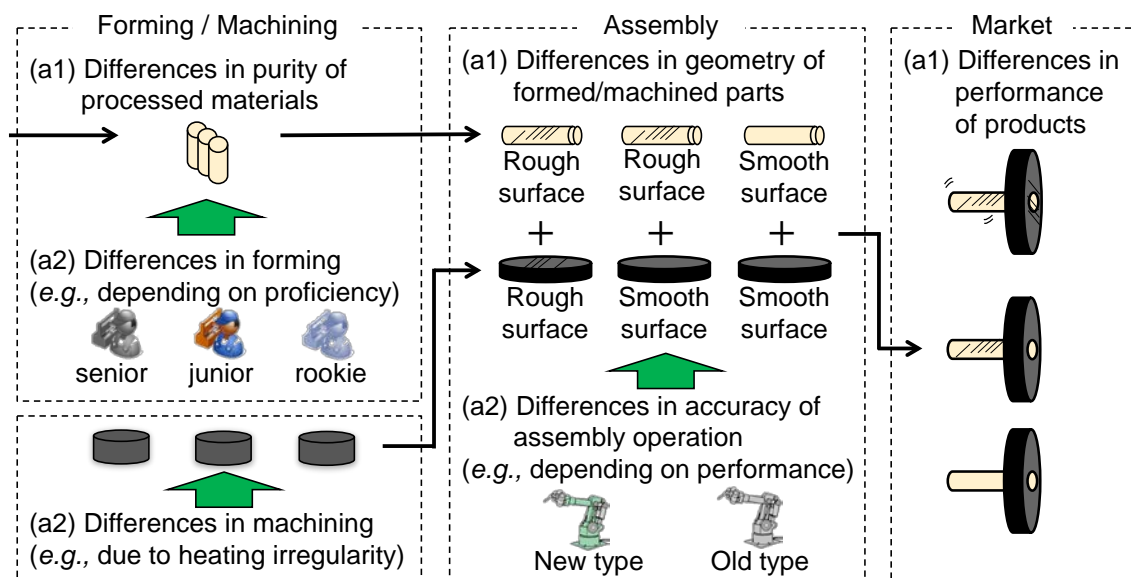 Forming / Machining
(a1) Differences in purity of
processed materials
(a2) Differences in forming
(e.g., depending on proficiency)
senior junior rookie
(a2) Differences in machining
(e.g., due to heating irregularity)
Assembly
(a1) Differences in geometry of
formed/machined parts
Rough Rough Smooth
surface surface surface
+ + +
Rough Smooth Smooth
surface surface surface
(a2) Differences in accuracy of
assembly operation
(e.g., depending on performance)
New type Old type
Market
(a1) Differences in
performance
of products